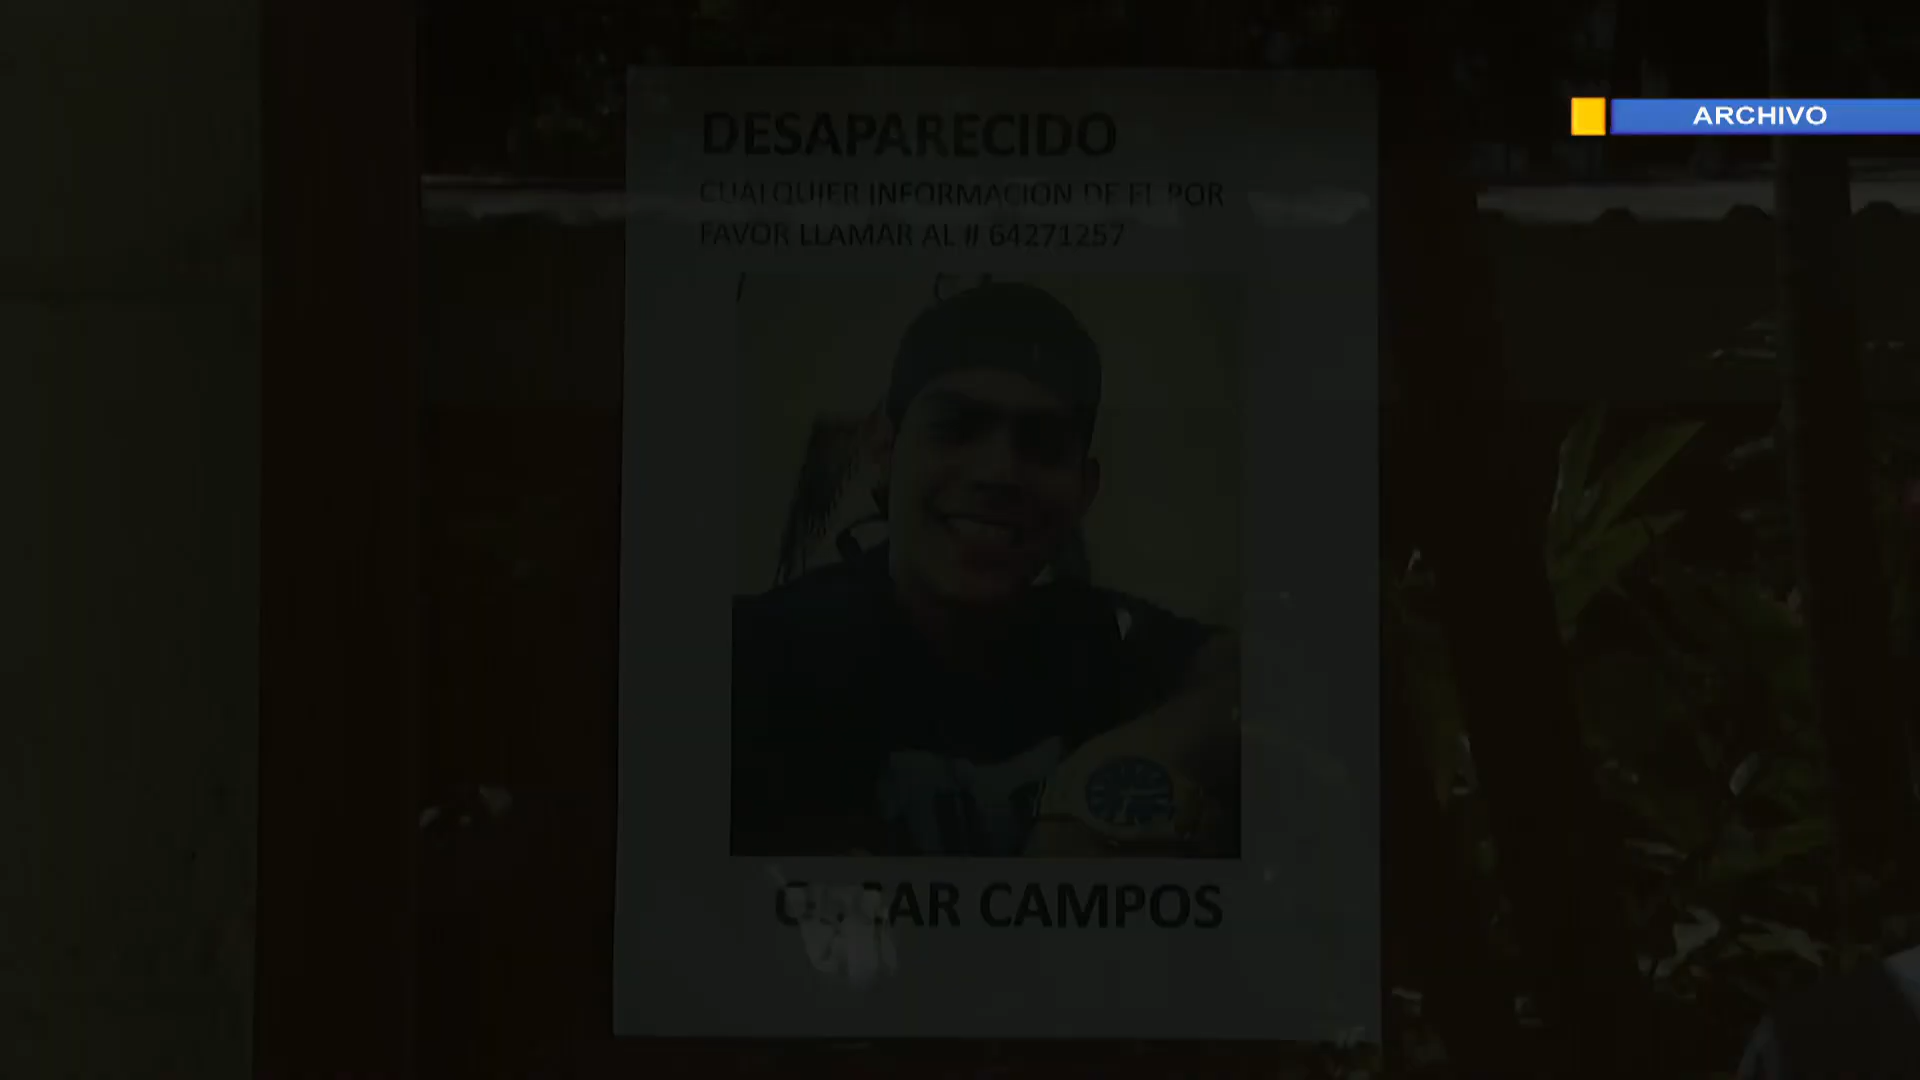 ARCHIVO
DESAPARECIDO
CUALQUIER INFORMACION DE EL POR
FAVOR LLAMAR AL # 64271257
CAMPOS